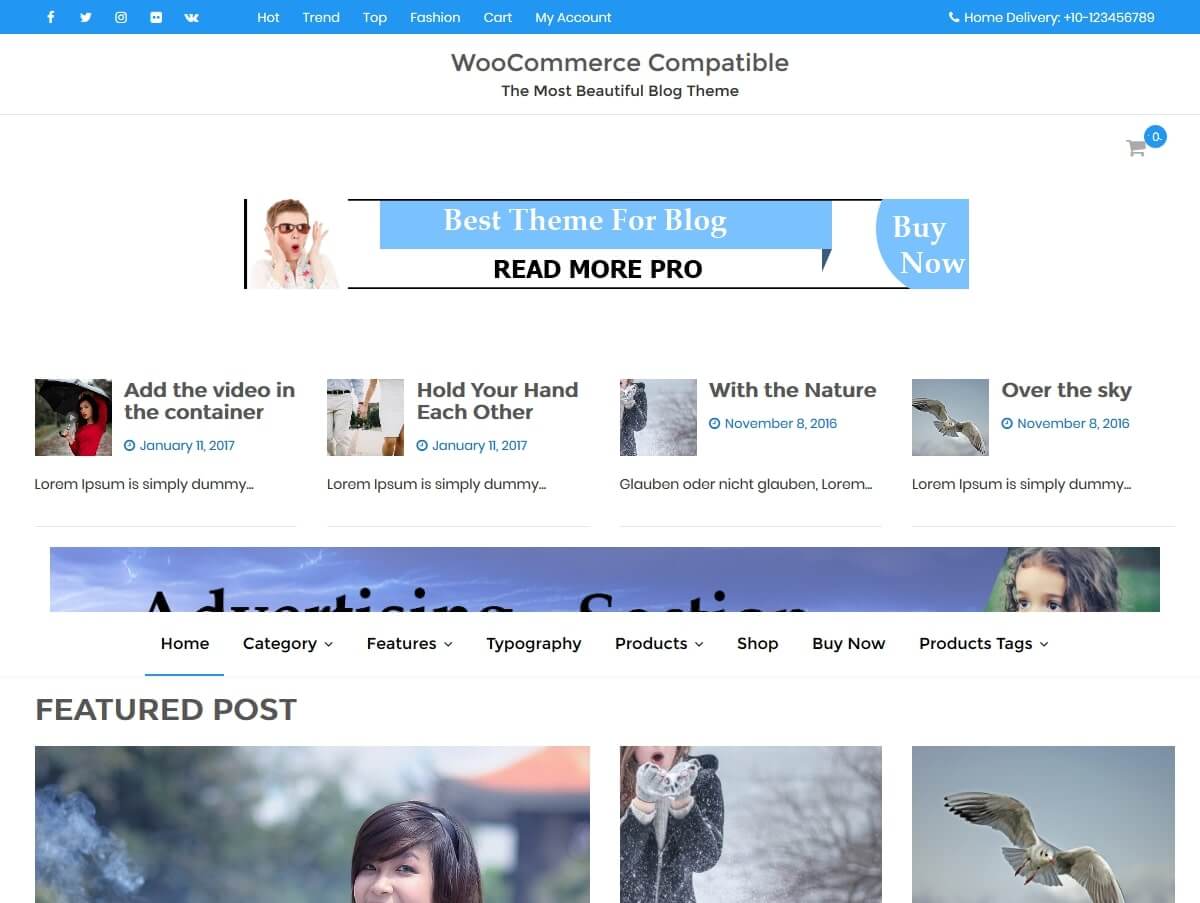 Hot Trend Top Fashion Cart My Account Home Delivery: +10-123456789
WooCommerce Compatible
The Most Beautiful Blog Theme
0
Best Theme For Blog
READ MORE PRO
Buy
Now
Add the video in
the container
January 11, 2017
Lorem Ipsum is simply dummy...
Hold Your Hand
Each Other
January 11, 2017
Lorem Ipsum is simply dummy...
With the Nature
November 8, 2016
Glauben oder nicht glauben, Lorem...
Over the sky
November 8, 2016
Lorem Ipsum is simply dummy...
Advertising Section
Home Category Features Typography Products Shop Buy Now Products Tags
FEATURED POST